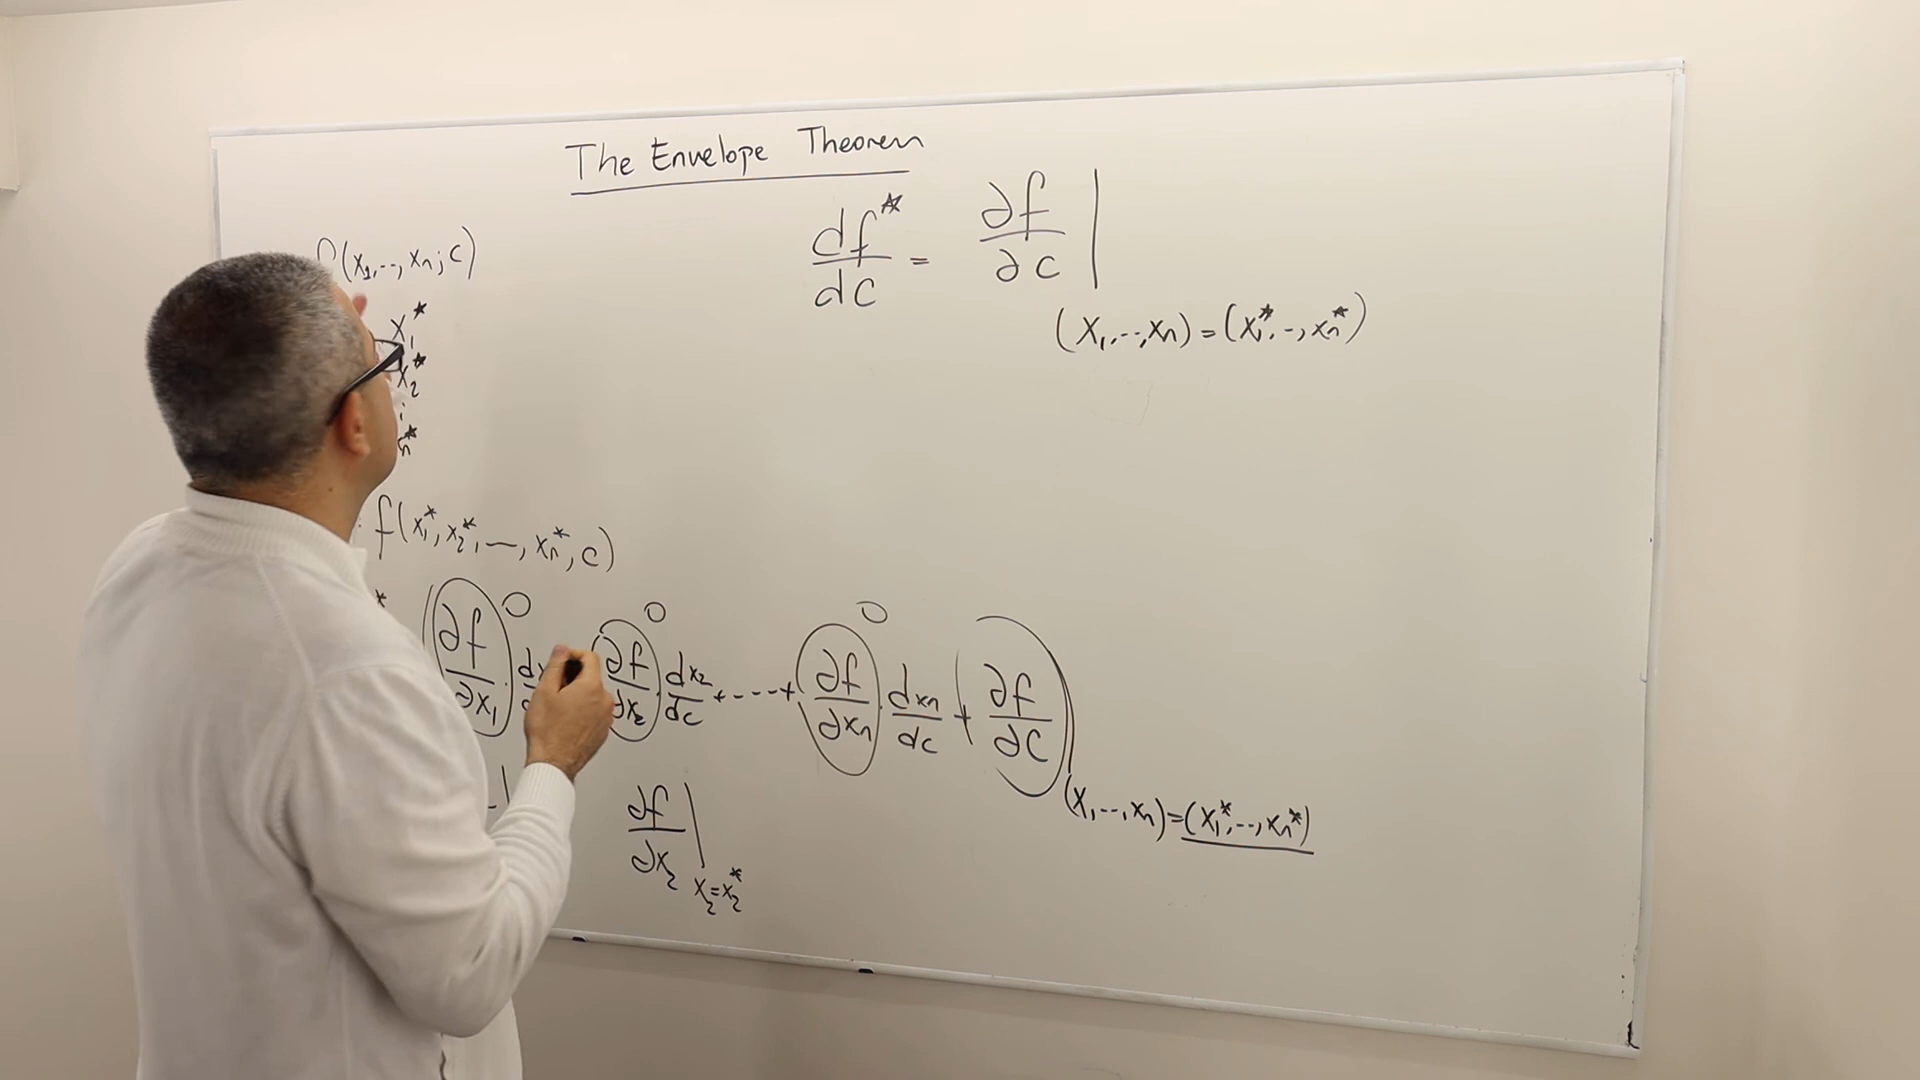 The Envelope Theorem
df*/dc = ∂f/∂c |(x₁,--,xₙ)=(x₁*,-,xₙ*)
(x₁,--,xₙ;c)
x₁*
x₂*
:
n*
f(x₁*,x₂*,—,xₙ*,c)
*
0 0 0
(∂f/∂x₁ · ∂f/∂x₂ · dx₂/dc +---+ ∂f/∂xₙ · dxₙ/dc + ∂f/∂c |(x₁,--,xₙ)=(x₁*,--,xₙ*)
∂f/∂x₂ |x₂=x₂*